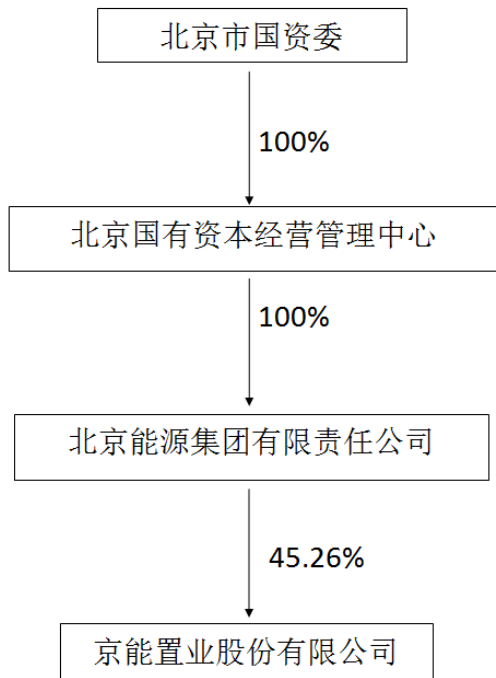 北京市国资委
100%
北京国有资本经营管理中心
100%
北京能源集团有限责任公司
45.26%
京能置业股份有限公司